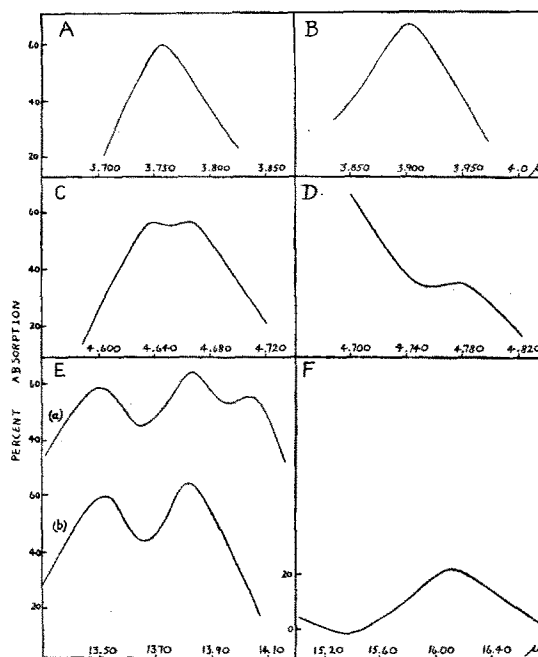 A
B
60
40
20
3.700 3.750 3.800 3.850
3.850 3.900 3.950 4.0 μ
C
D
60
40
20
4.600 4.640 4.680 4.720
4.700 4.740 4.780 4.820
PERCENT ABSORPTION
E
F
(a)
60
40
(b)
60
40
20
20
0
13.50 13.70 13.90 14.10
15.20 15.60 16.00 16.40 μ